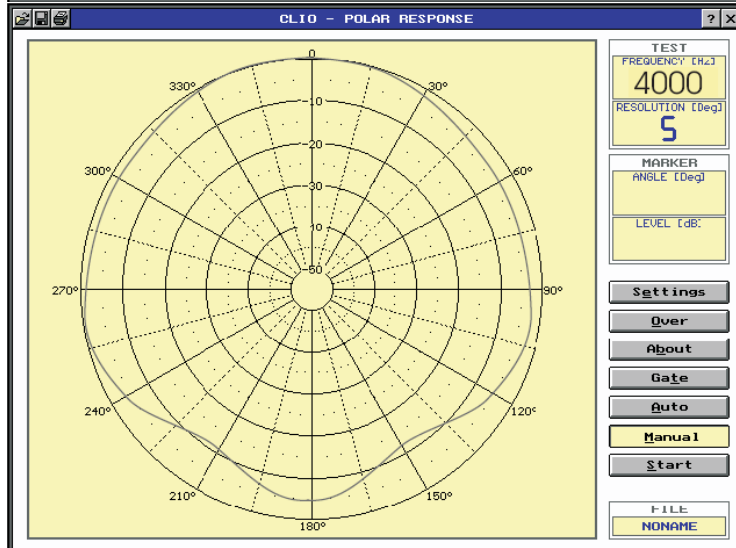 CLIO - POLAR RESPONSE
? X
TEST
FREQUENCY [Hz]
4000
RESOLUTION [Deg]
5
MARKER
ANGLE [Deg]
LEVEL [dB]
Settings
Over
About
Gate
Auto
Manual
Start
FILE
NONAME
0
330° 30°
-10
-20
300° 60°
-30
-10
-50
270° 90°
240° 120°
210° 150°
180°